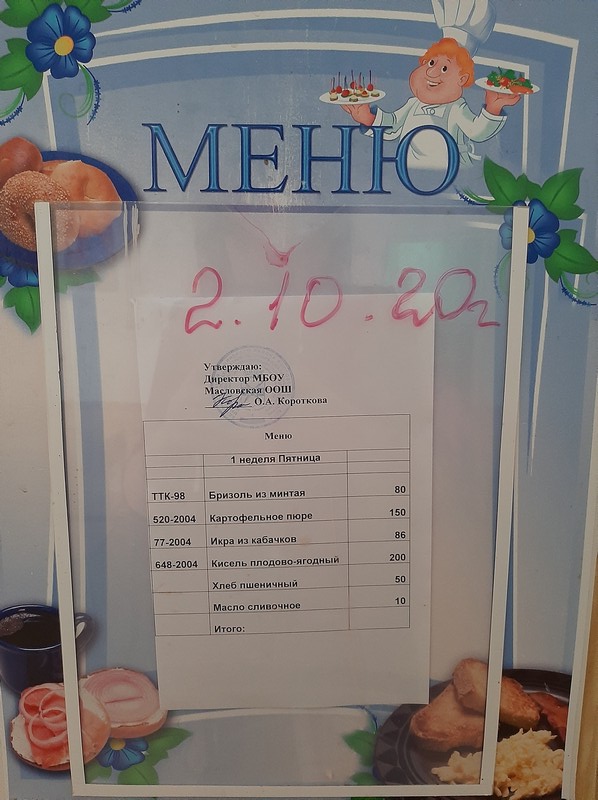 МЕНЮ
2.10.20г
Утверждаю:
Директор МБОУ
Масловская ООШ
О.А. Короткова
Меню
1 неделя Пятница
ТТК-98 Бризоль из минтая 80
520-2004 Картофельное пюре 150
77-2004 Икра из кабачков 86
648-2004 Кисель плодово-ягодный 200
Хлеб пшеничный 50
Масло сливочное 10
Итого: